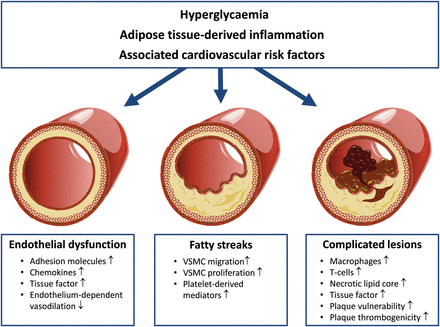 Hyperglycaemia
Adipose tissue-derived inflammation
Associated cardiovascular risk factors
Endothelial dysfunction
• Adhesion molecules ↑
• Chemokines ↑
• Tissue factor ↑
• Endothelium-dependent
vasodilation ↓
Fatty streaks
• VSMC migration ↑
• VSMC proliferation ↑
• Platelet-derived
mediators ↑
Complicated lesions
• Macrophages ↑
• T-cells ↑
• Necrotic lipid core ↑
• Tissue factor ↑
• Plaque vulnerability ↑
• Plaque thrombogenicity ↑